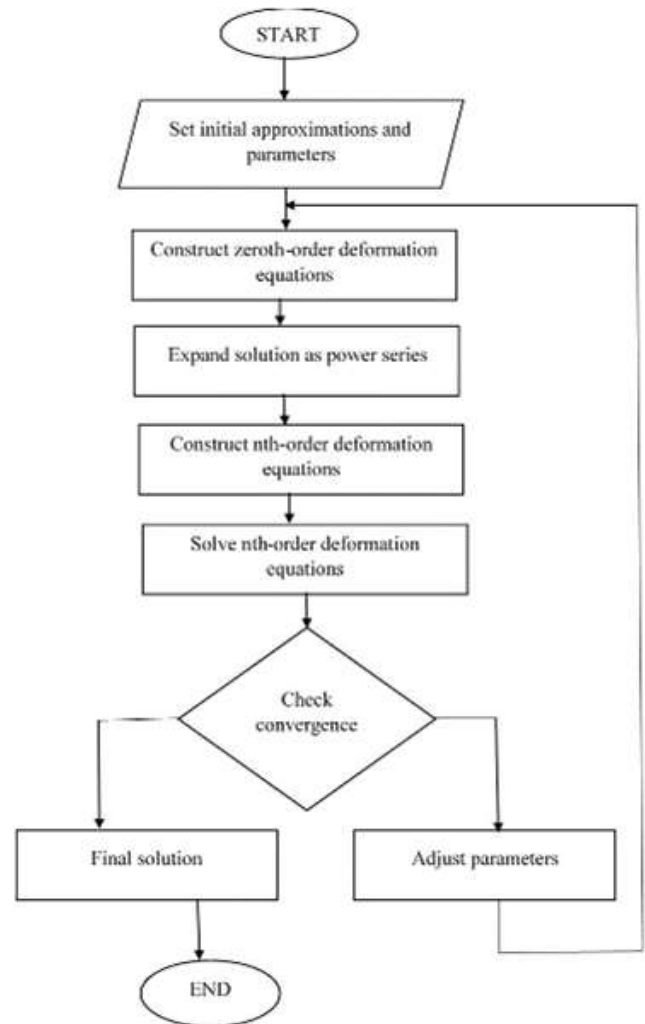 START
Set initial approximations and
parameters
Construct zeroth-order deformation
equations
Expand solution as power series
Construct nth-order deformation
equations
Solve nth-order deformation
equations
Check
convergence
Final solution
Adjust parameters
END